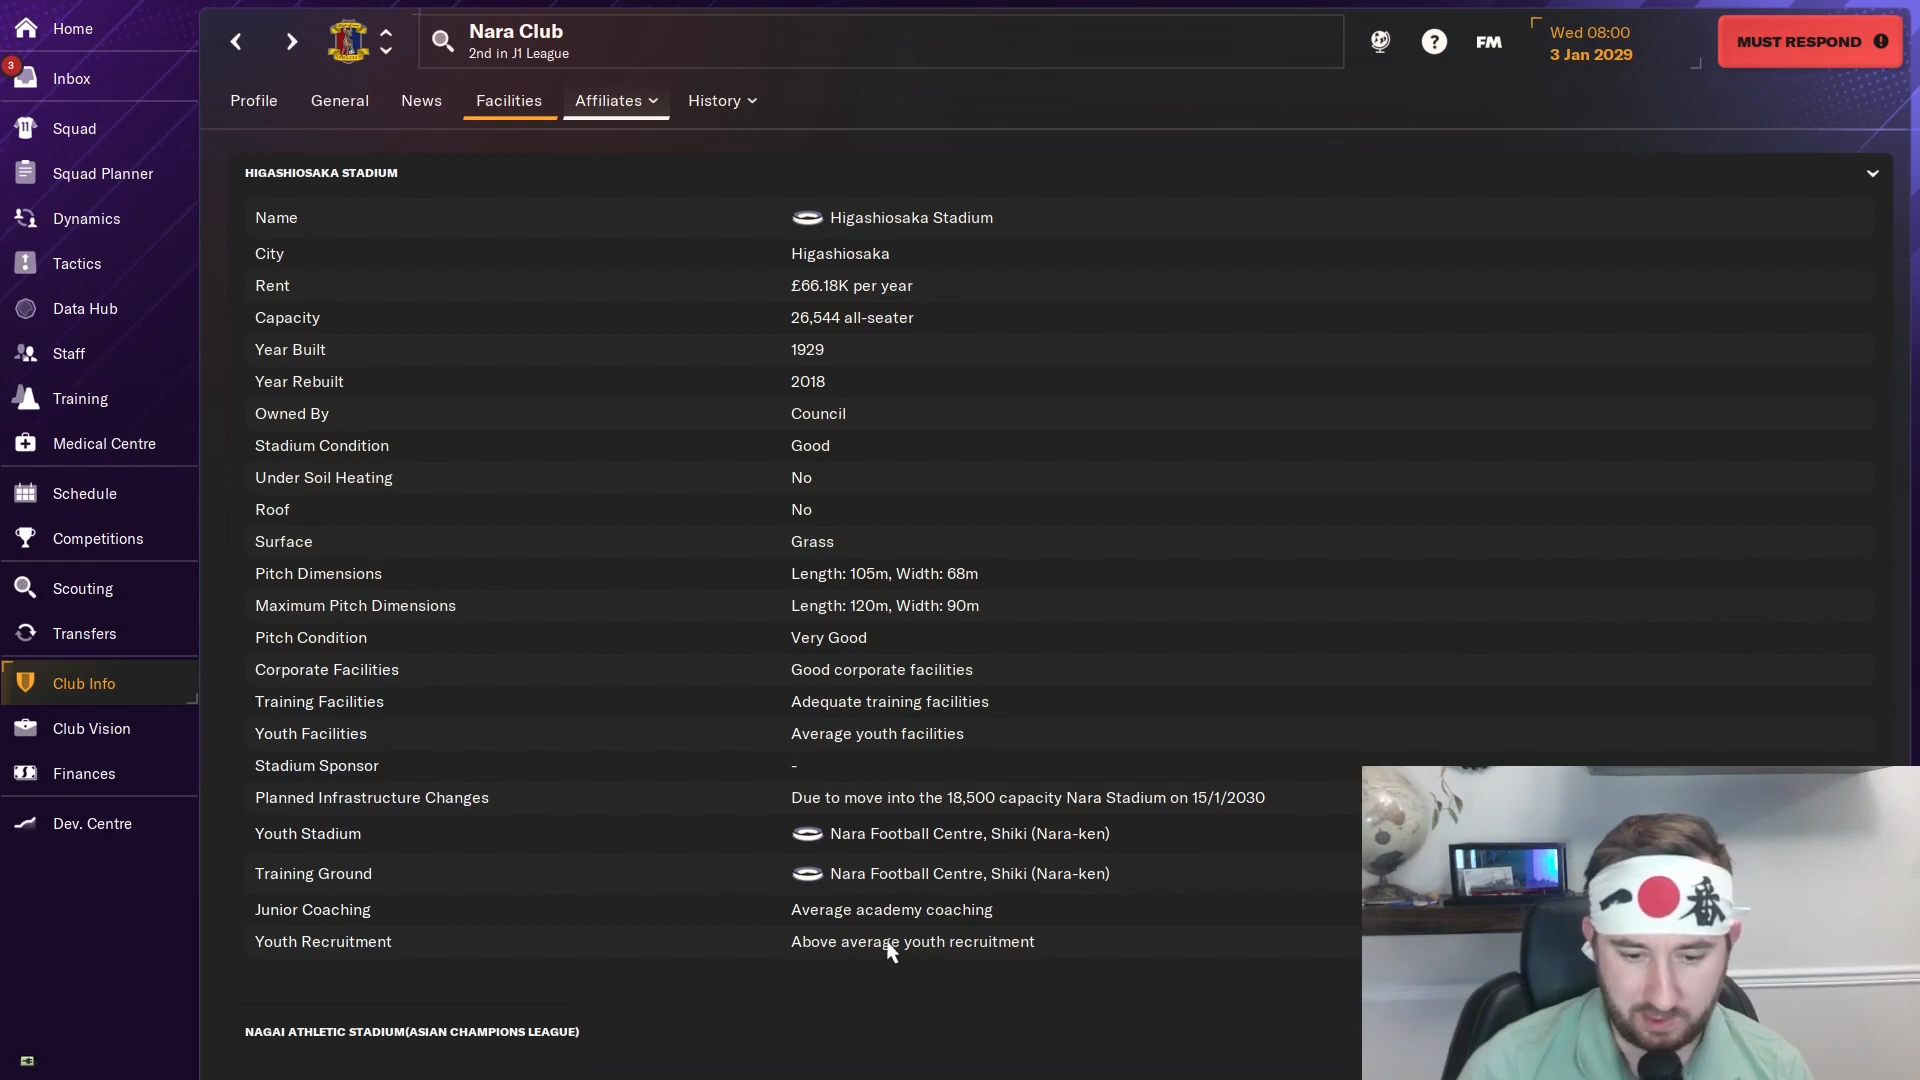 Home
3
Inbox
11
Squad
Squad Planner
Dynamics
Tactics
Data Hub
Staff
Training
Medical Centre
Schedule
Competitions
Scouting
Transfers
Club Info
Club Vision
Finances
Dev. Centre
Nara Club
2nd in J1 League
?
FM
Wed 08:00
3 Jan 2029
MUST RESPOND
Profile General News Facilities Affiliates History
HIGASHIOSAKA STADIUM
Name Higashiosaka Stadium
City Higashiosaka
Rent £66.18K per year
Capacity 26,544 all-seater
Year Built 1929
Year Rebuilt 2018
Owned By Council
Stadium Condition Good
Under Soil Heating No
Roof No
Surface Grass
Pitch Dimensions Length: 105m, Width: 68m
Maximum Pitch Dimensions Length: 120m, Width: 90m
Pitch Condition Very Good
Corporate Facilities Good corporate facilities
Training Facilities Adequate training facilities
Youth Facilities Average youth facilities
Stadium Sponsor -
Planned Infrastructure Changes Due to move into the 18,500 capacity Nara Stadium on 15/1/2030
Youth Stadium Nara Football Centre, Shiki (Nara-ken)
Training Ground Nara Football Centre, Shiki (Nara-ken)
Junior Coaching Average academy coaching
Youth Recruitment Above average youth recruitment
NAGAI ATHLETIC STADIUM(ASIAN CHAMPIONS LEAGUE)
一番